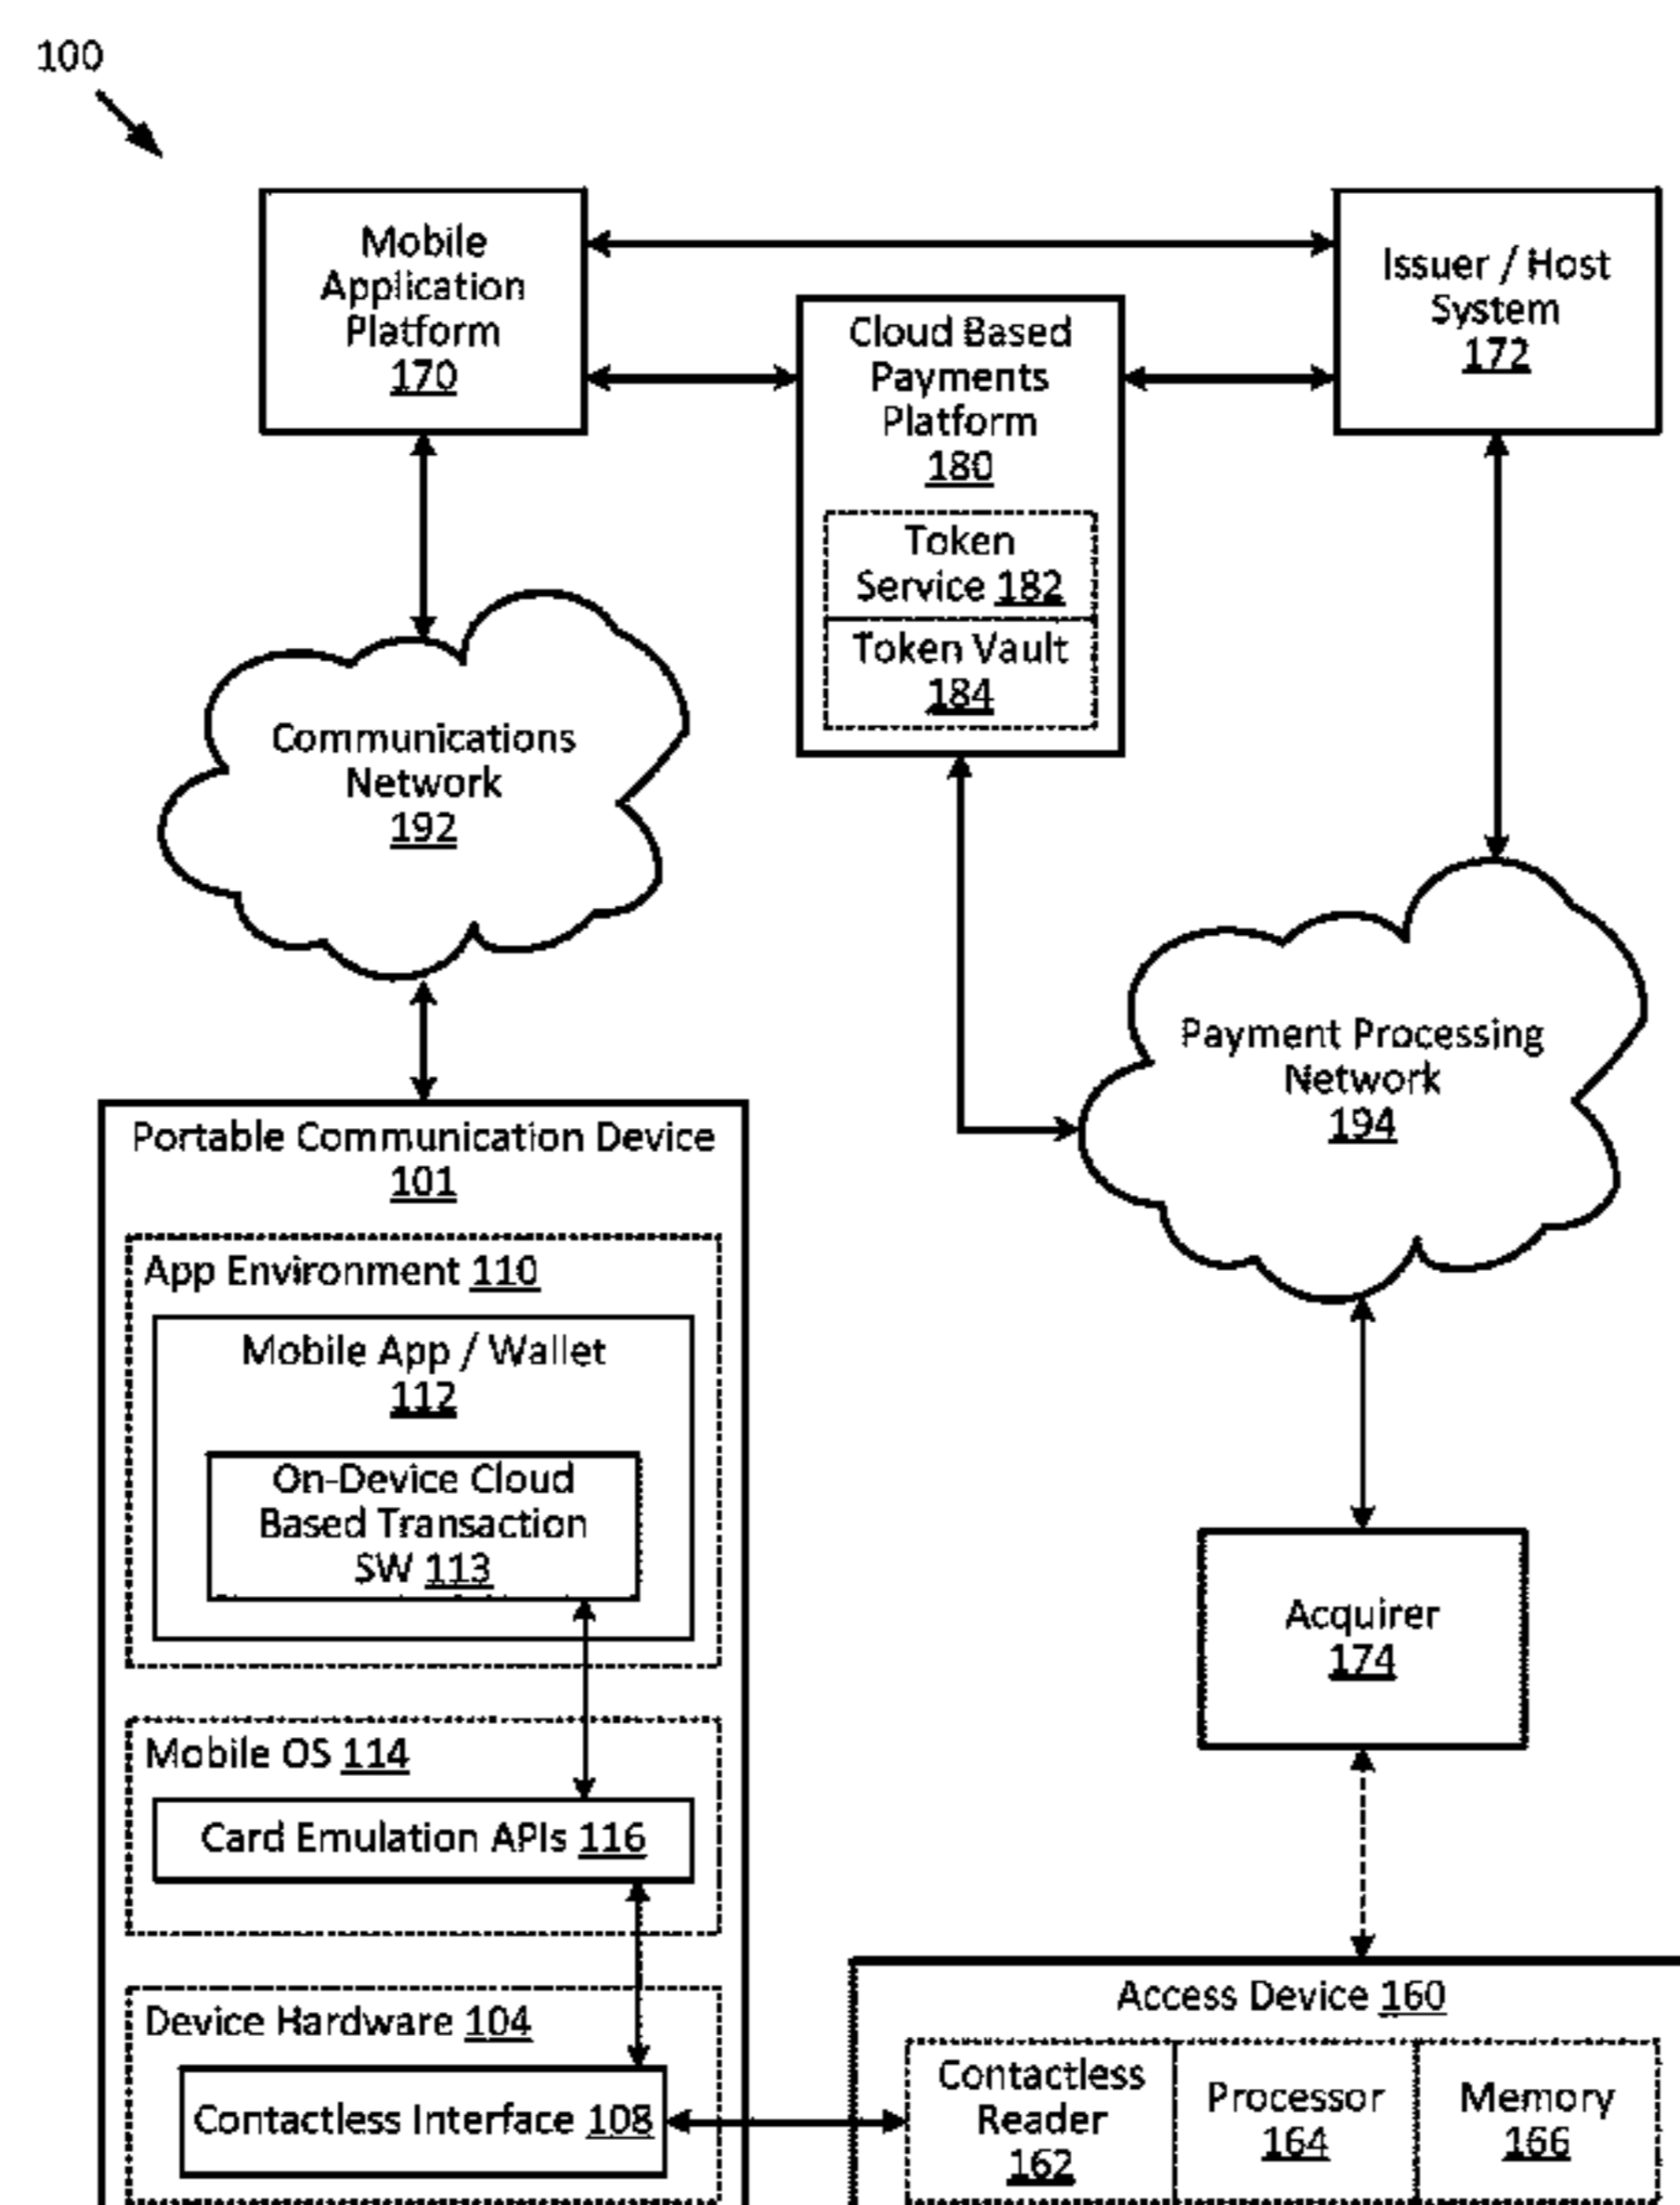 100
Mobile
Application
Platform
170
Issuer / Host
System
172
Cloud Based
Payments
Platform
180
Token
Service 182
Token Vault
184
Communications
Network
192
Payment Processing
Network
194
Portable Communication Device
101
App Environment 110
Mobile App / Wallet
112
On-Device Cloud
Based Transaction
SW 113
Mobile OS 114
Card Emulation APIs 116
Device Hardware 104
Contactless Interface 108
Acquirer
174
Access Device 160
Contactless
Reader
162
Processor
164
Memory
166